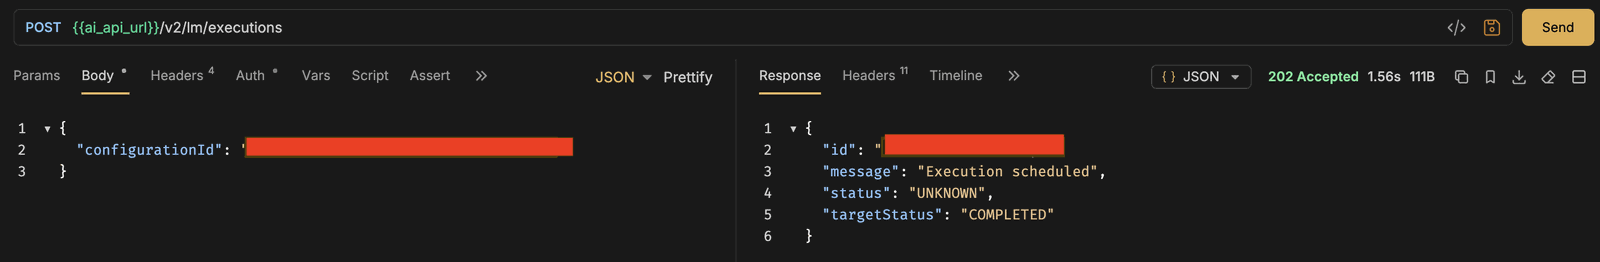 POST {{ai_api_url}}/v2/lm/executions </> Send
Params Body Headers 4 Auth Vars Script Assert >> JSON Prettify
Response Headers 11 Timeline >> { } JSON 202 Accepted 1.56s 111B
1 {
2 "configurationId": "
3 }
1 {
2 "id": "
3 "message": "Execution scheduled",
4 "status": "UNKNOWN",
5 "targetStatus": "COMPLETED"
6 }